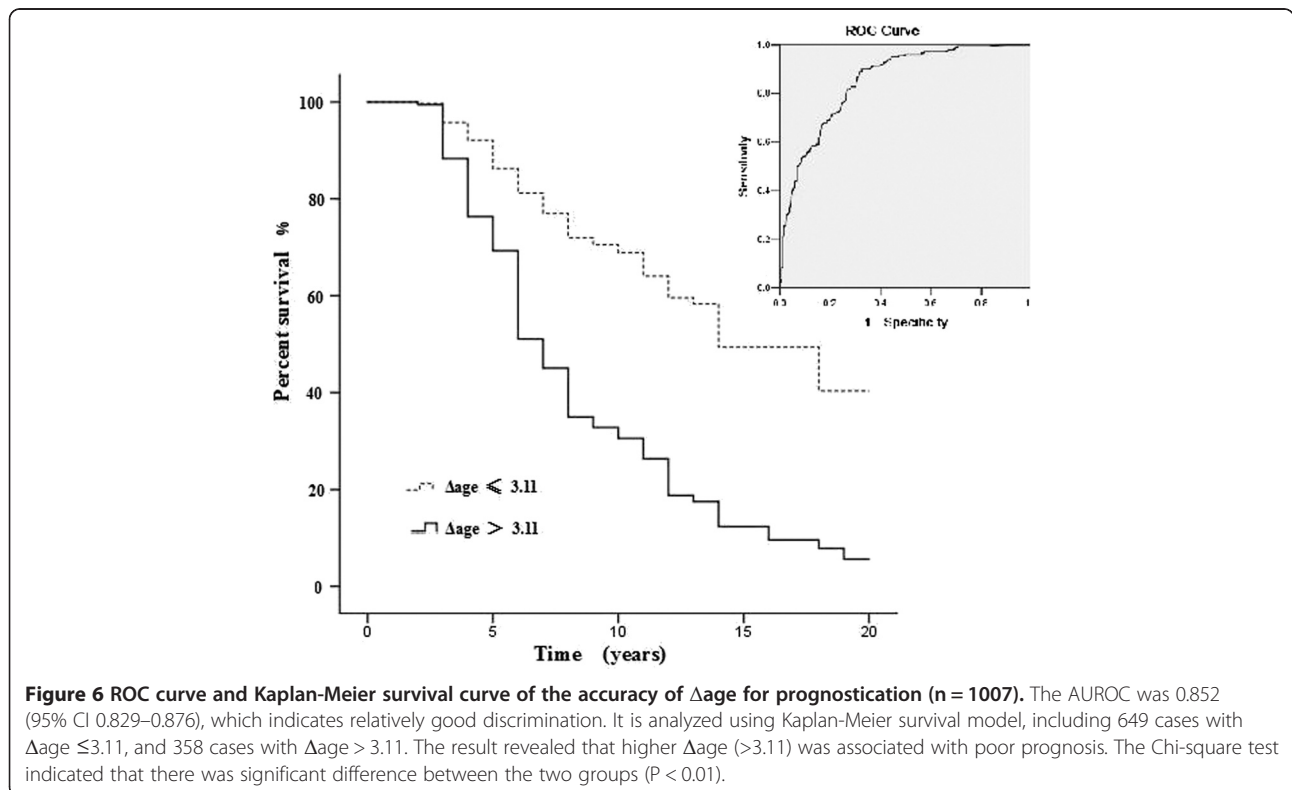 ROC Curve
1.0
0.8
0.6
0.4
0.2
0.0
Sensitivity
0.0 0.2 0.4 0.6 0.8 1
1 Specificity
100
80
60
40
20
0
Percent survival %
Δage ⩽ 3.11
Δage > 3.11
0 5 10 15 20
Time (years)
Figure 6 ROC curve and Kaplan-Meier survival curve of the accuracy of Δage for prognostication (n = 1007). The AUROC was 0.852
(95% CI 0.829–0.876), which indicates relatively good discrimination. It is analyzed using Kaplan-Meier survival model, including 649 cases with
Δage ≤3.11, and 358 cases with Δage > 3.11. The result revealed that higher Δage (>3.11) was associated with poor prognosis. The Chi-square test
indicated that there was significant difference between the two groups (P < 0.01).